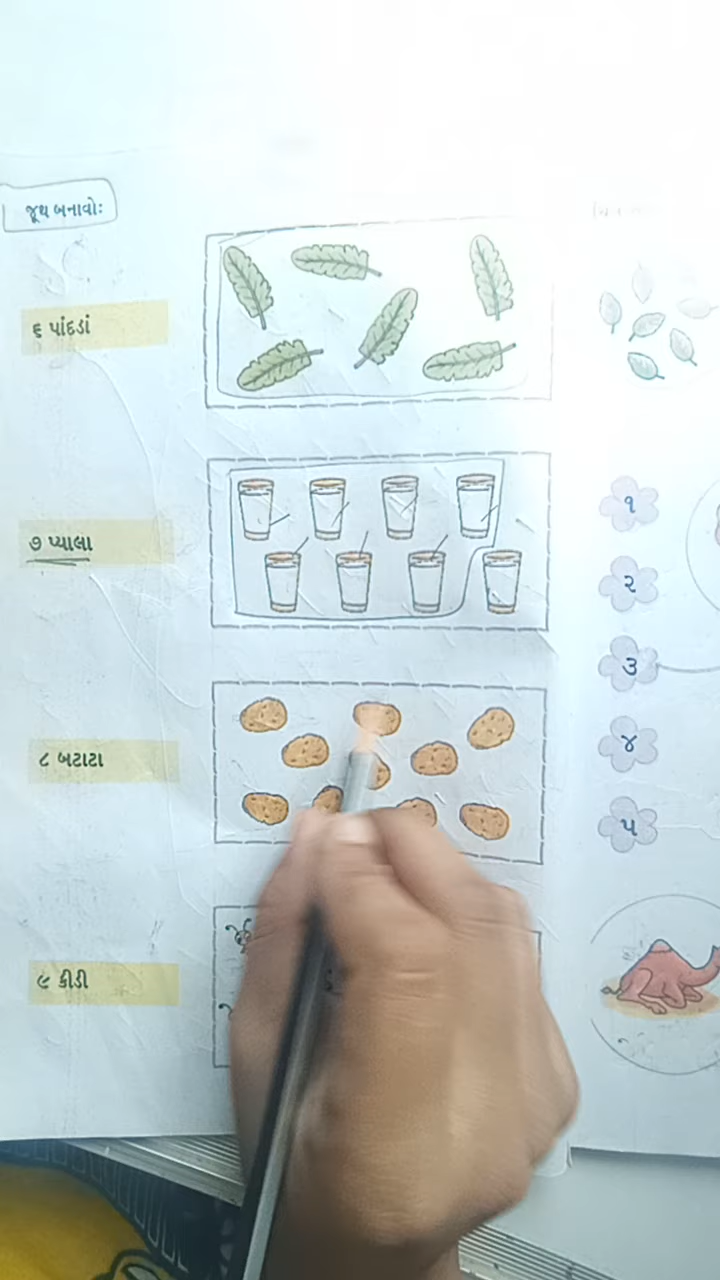 જૂથ બનાવો:
૬ પાંદડાં
૭ પ્યાલા
૮ બટાટા
૯ કીડી
૧
૨
૩
૪
૫